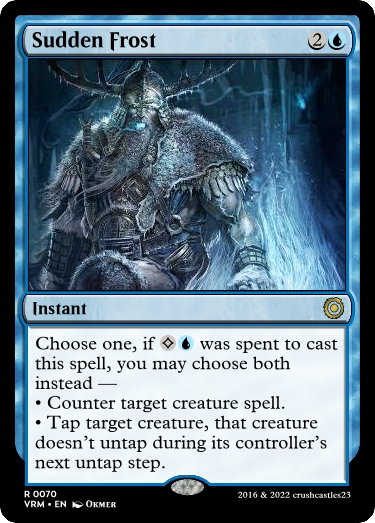 Sudden Frost 2
Instant
Choose one, if was spent to cast
this spell, you may choose both
instead —
• Counter target creature spell.
• Tap target creature, that creature
doesn't untap during its controller's
next untap step.
R 0070
VRM • EN Okmer
2016 & 2022 crushcastles23